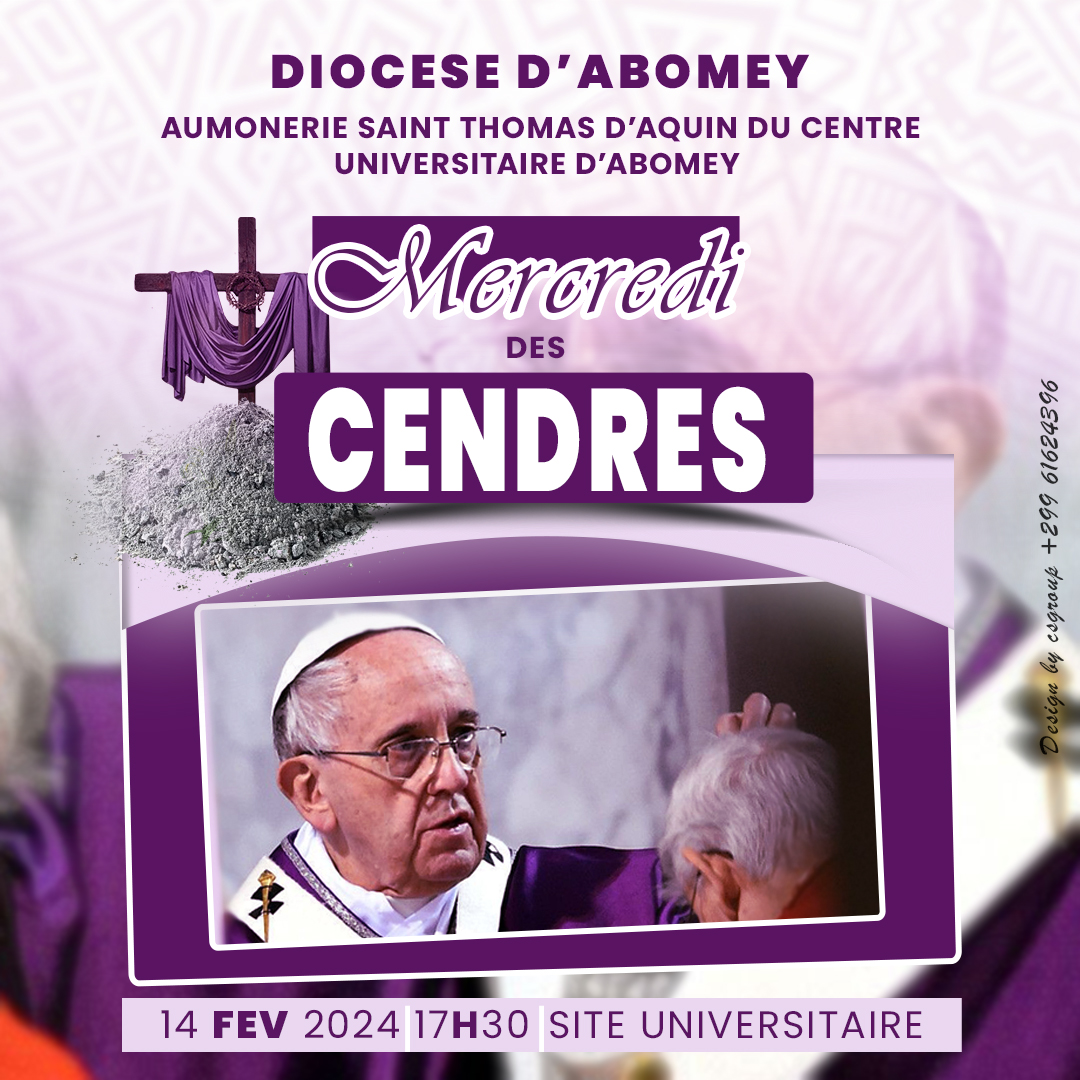 DIOCESE D’ABOMEY
AUMONERIE SAINT THOMAS D’AQUIN DU CENTRE
UNIVERSITAIRE D’ABOMEY
Mercredi
DES
CENDRES
14 FEV 2024 17H30 SITE UNIVERSITAIRE
Design by csgroup +299 61624396